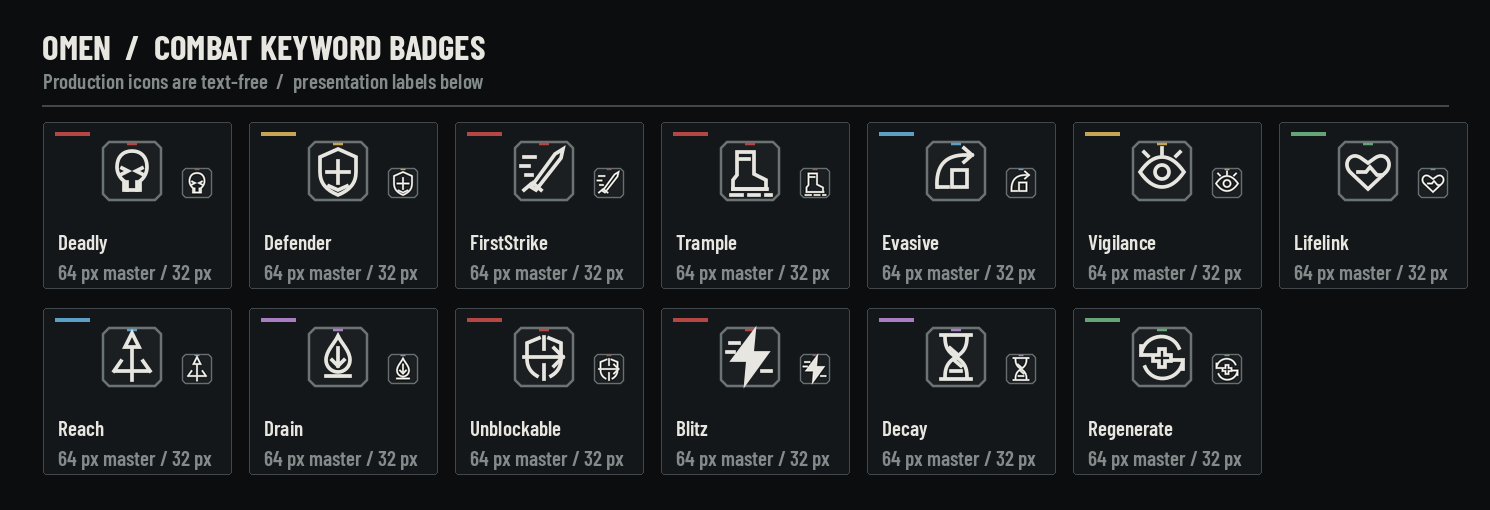 OMEN / COMBAT KEYWORD BADGES
Production icons are text-free / presentation labels below
Deadly
64 px master / 32 px
Defender
64 px master / 32 px
FirstStrike
64 px master / 32 px
Trample
64 px master / 32 px
Evasive
64 px master / 32 px
Vigilance
64 px master / 32 px
Lifelink
64 px master / 32 px
Reach
64 px master / 32 px
Drain
64 px master / 32 px
Unblockable
64 px master / 32 px
Blitz
64 px master / 32 px
Decay
64 px master / 32 px
Regenerate
64 px master / 32 px